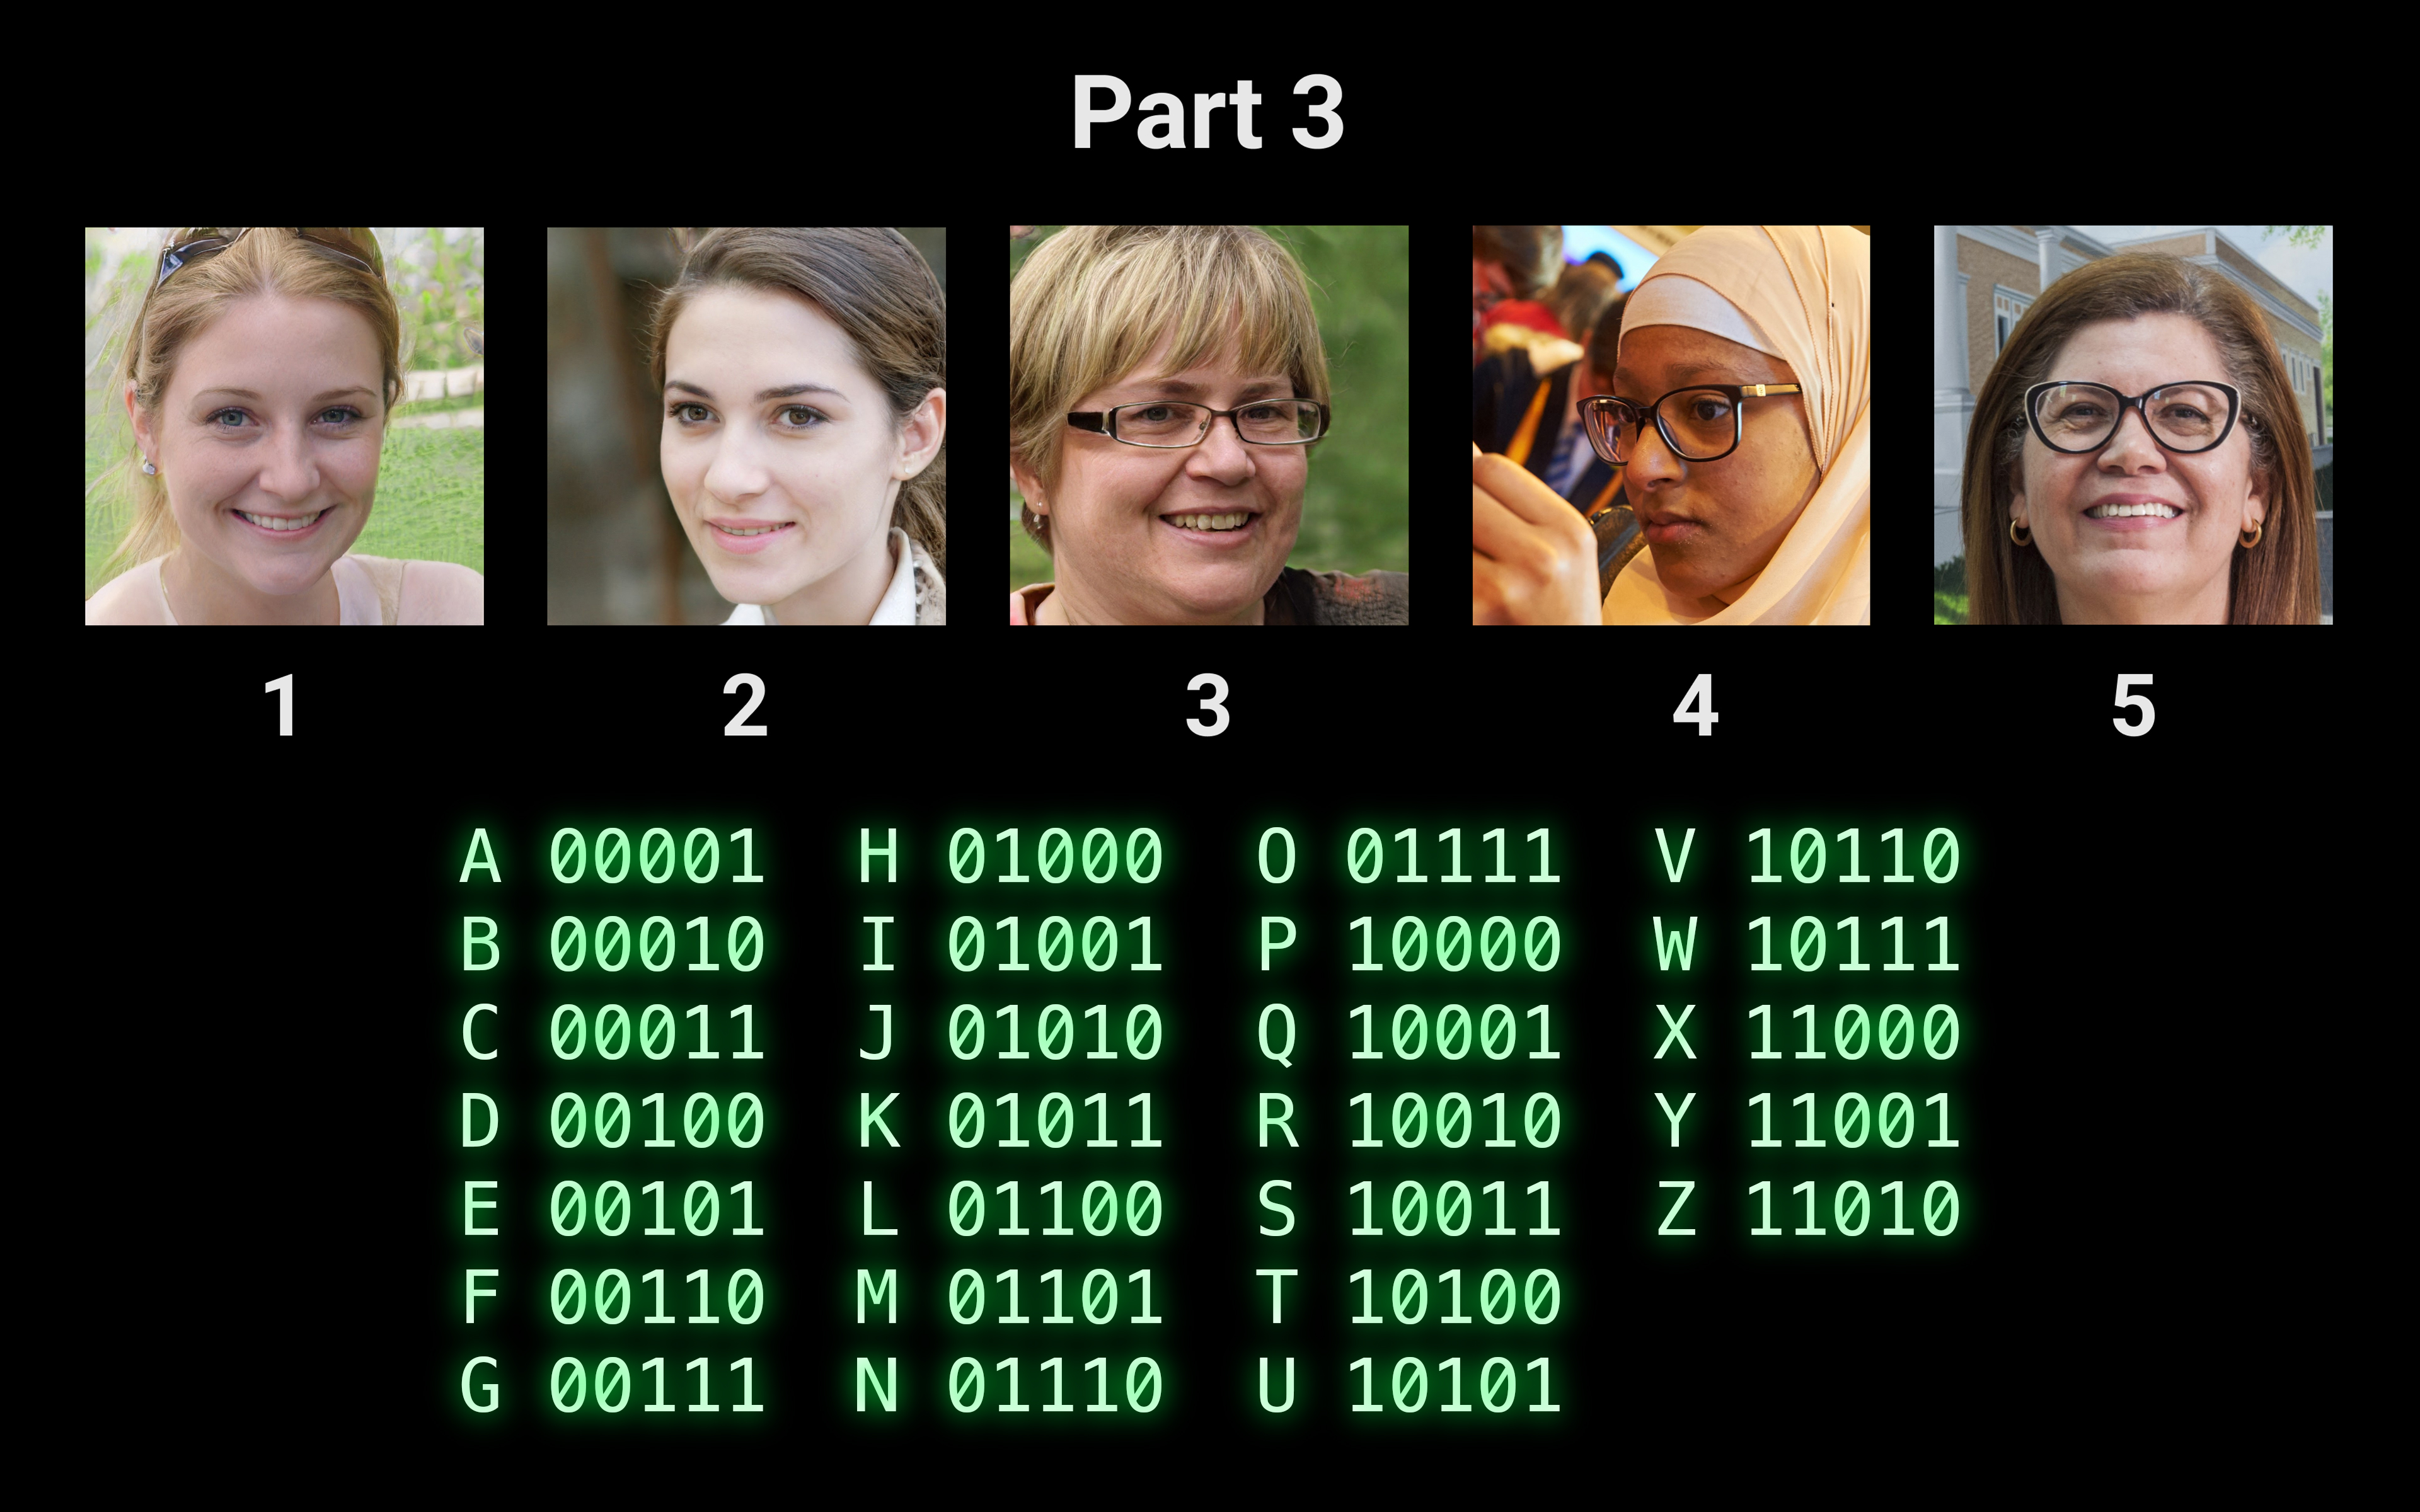 Part 3
1 2 3 4 5
A 00001 H 01000 O 01111 V 10110
B 00010 I 01001 P 10000 W 10111
C 00011 J 01010 Q 10001 X 11000
D 00100 K 01011 R 10010 Y 11001
E 00101 L 01100 S 10011 Z 11010
F 00110 M 01101 T 10100
G 00111 N 01110 U 10101